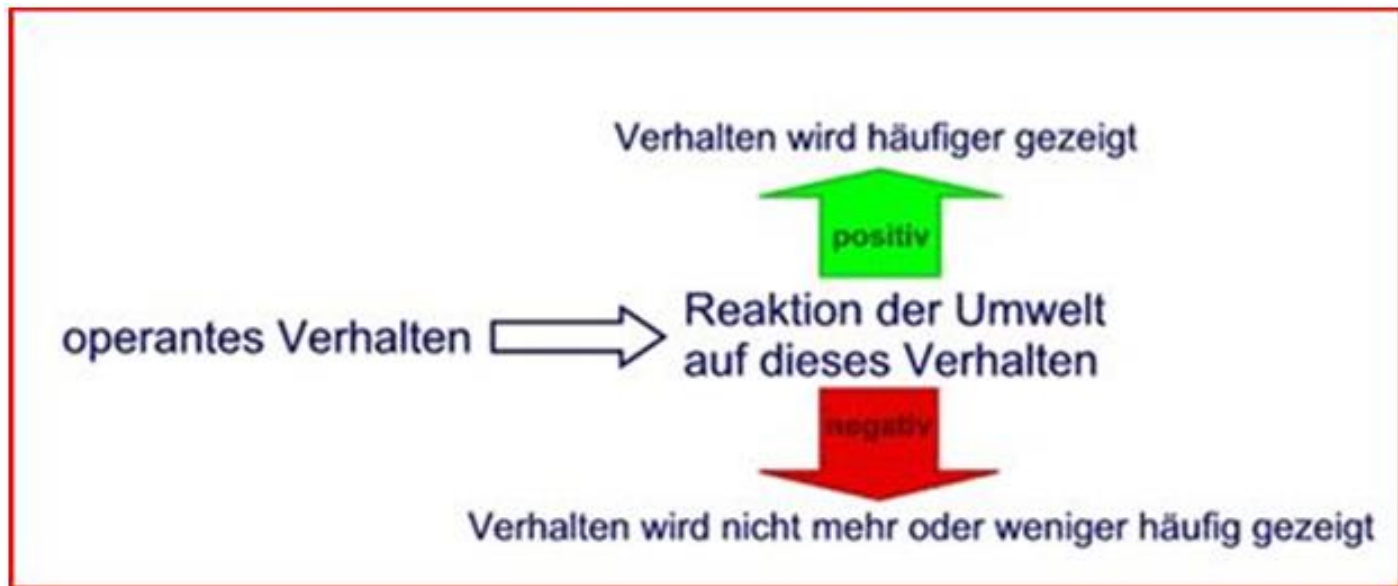 Verhalten wird häufiger gezeigt
positiv
operantes Verhalten
Reaktion der Umwelt
auf dieses Verhalten
negativ
Verhalten wird nicht mehr oder weniger häufig gezeigt